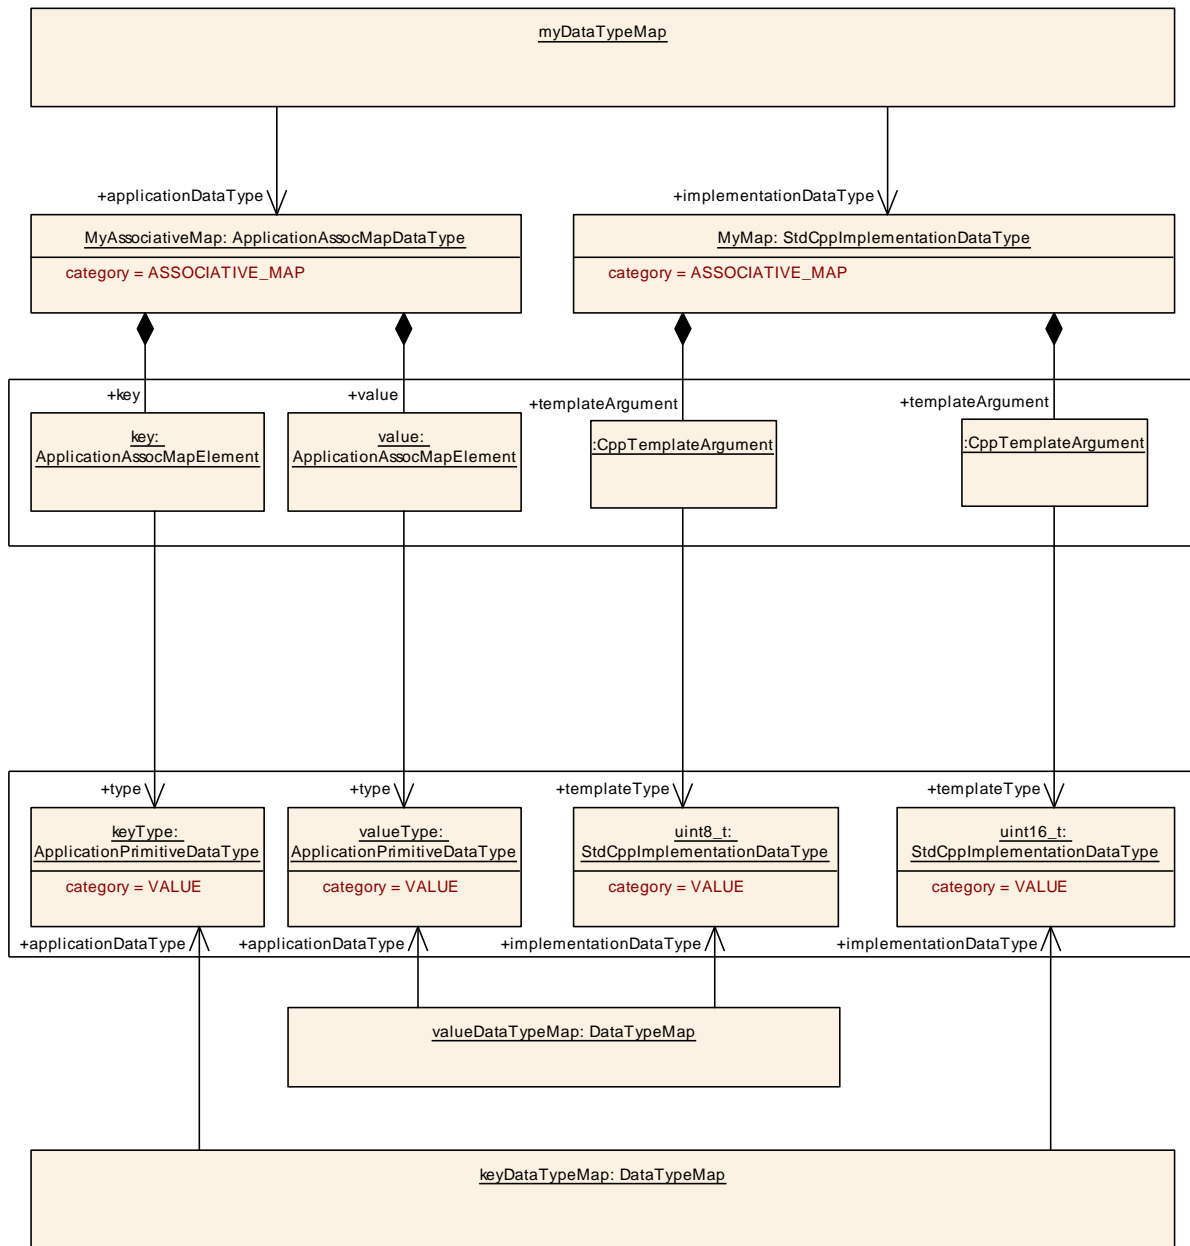 myDataTypeMap
+applicationDataType
+implementationDataType
MyAssociativeMap: ApplicationAssocMapDataType
category = ASSOCIATIVE_MAP
MyMap: StdCppImplementationDataType
category = ASSOCIATIVE_MAP
+key
+value
+templateArgument
+templateArgument
key:
ApplicationAssocMapElement
value:
ApplicationAssocMapElement
:CppTemplateArgument
:CppTemplateArgument
+type
+type
+templateType
+templateType
keyType:
ApplicationPrimitiveDataType
category = VALUE
valueType:
ApplicationPrimitiveDataType
category = VALUE
uint8_t:
StdCppImplementationDataType
category = VALUE
uint16_t:
StdCppImplementationDataType
category = VALUE
+applicationDataType
+applicationDataType
+implementationDataType
+implementationDataType
valueDataTypeMap: DataTypeMap
keyDataTypeMap: DataTypeMap